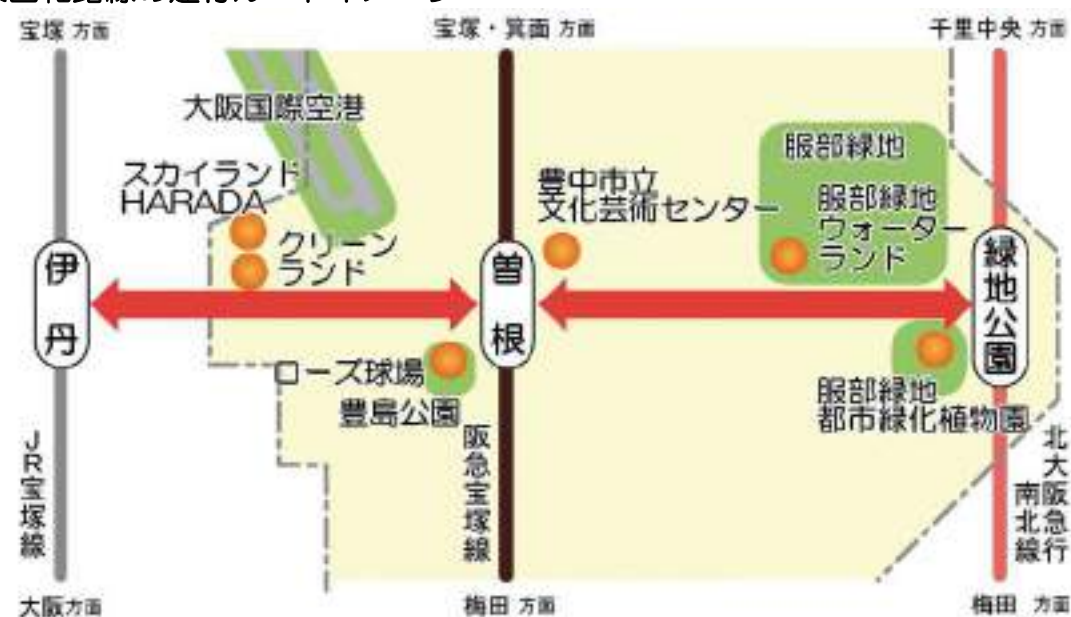 宝塚 方面
宝塚・箕面 方面
千里中央 方面
大阪国際空港
スカイランド
HARADA
クリーン
ランド
豊中市立
文化芸術センター
服部緑地
服部緑地
ウォーター
ランド
伊丹
曽根
緑地公園
ローズ球場
豊島公園
服部緑地
都市緑化植物園
JR宝塚線
阪急宝塚線
北大阪急行
南北線
大阪方面
梅田 方面
梅田 方面